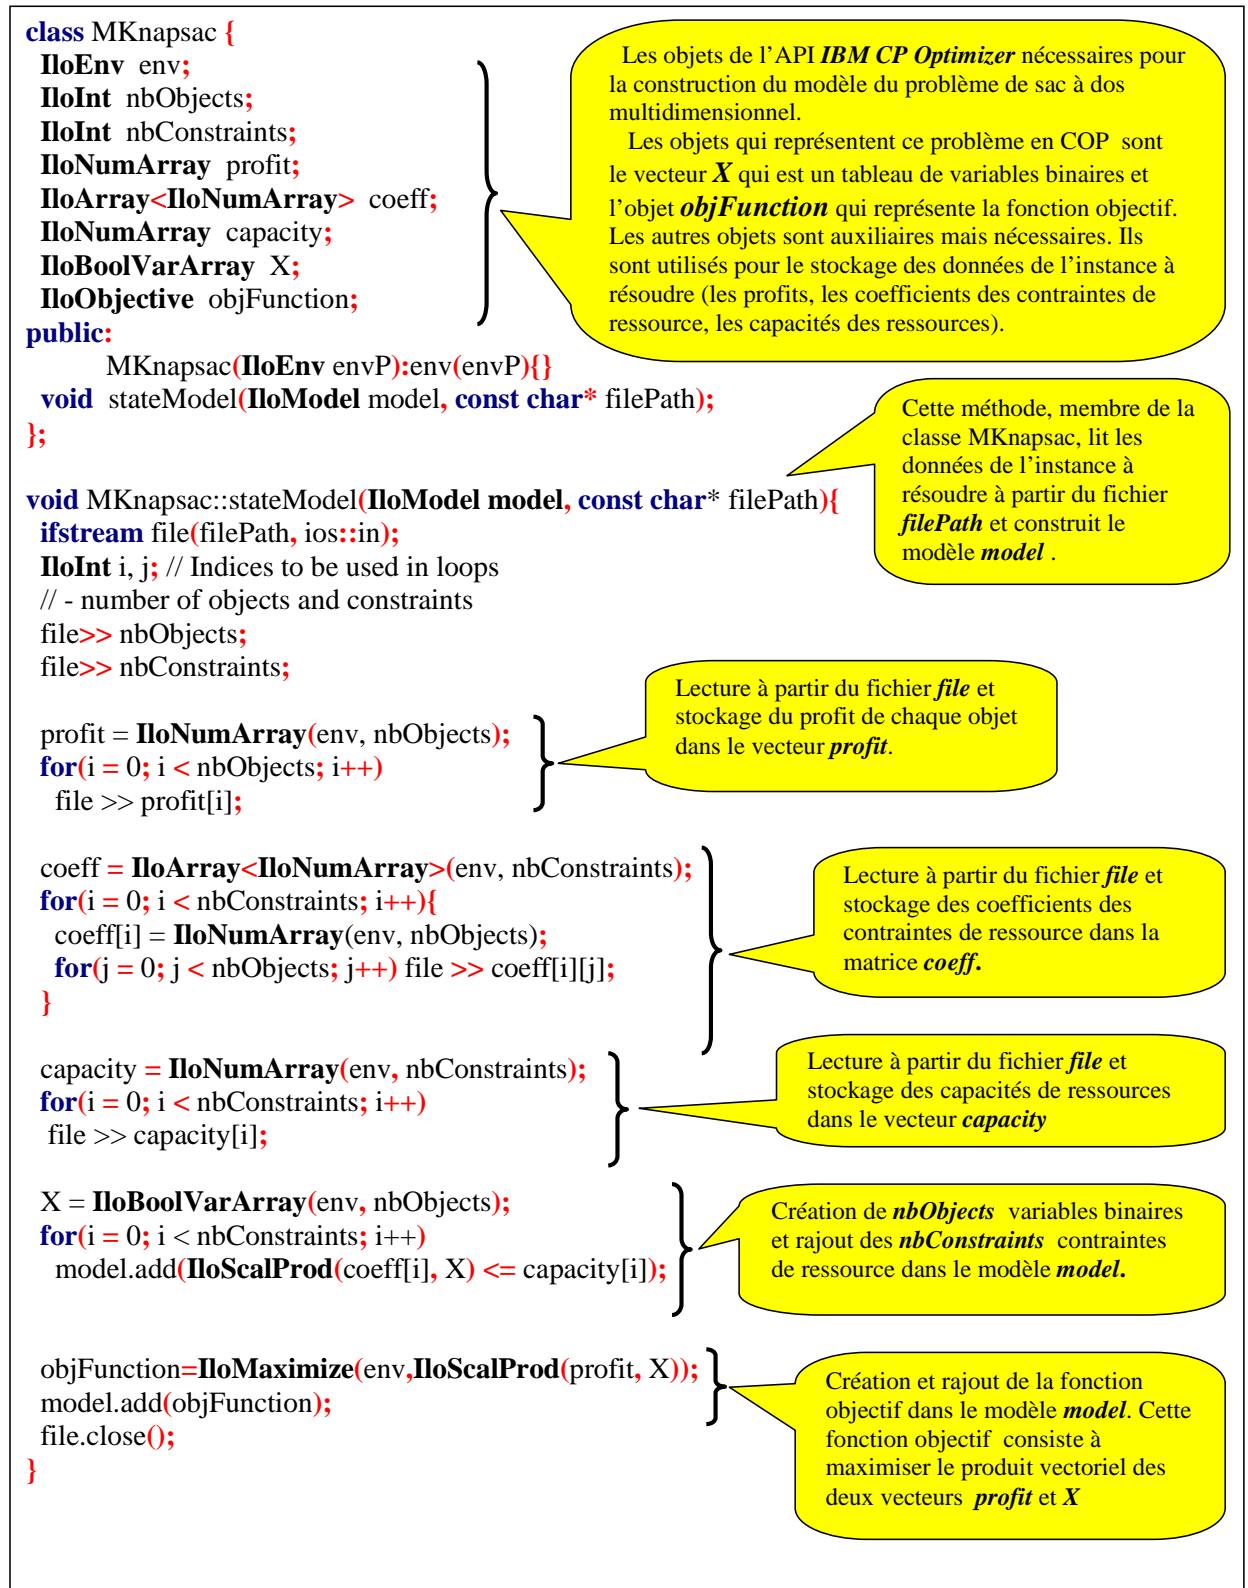 class MKnapsac {
IloEnv env;
IloInt nbObjects;
IloInt nbConstraints;
IloNumArray profit;
IloArray<IloNumArray> coeff;
IloNumArray capacity;
IloBoolVarArray X;
IloObjective objFunction;
public:
MKnapsac(IloEnv envP):env(envP){}
void stateModel(IloModel model, const char* filePath);
};
Les objets de l’API IBM CP Optimizer nécessaires pour
la construction du modèle du problème de sac à dos
multidimensionnel.
Les objets qui représentent ce problème en COP sont
le vecteur X qui est un tableau de variables binaires et
l’objet objFunction qui représente la fonction objectif.
Les autres objets sont auxiliaires mais nécessaires. Ils
sont utilisés pour le stockage des données de l’instance à
résoudre (les profits, les coefficients des contraintes de
ressource, les capacités des ressources).
void MKnapsac::stateModel(IloModel model, const char* filePath){
ifstream file(filePath, ios::in);
IloInt i, j; // Indices to be used in loops
// - number of objects and constraints
file>> nbObjects;
file>> nbConstraints;
Cette méthode, membre de la
classe MKnapsac, lit les
données de l’instance à
résoudre à partir du fichier
filePath et construit le
modèle model .
profit = IloNumArray(env, nbObjects);
for(i = 0; i < nbObjects; i++)
file >> profit[i];
Lecture à partir du fichier file et
stockage du profit de chaque objet
dans le vecteur profit.
coeff = IloArray<IloNumArray>(env, nbConstraints);
for(i = 0; i < nbConstraints; i++){
coeff[i] = IloNumArray(env, nbObjects);
for(j = 0; j < nbObjects; j++) file >> coeff[i][j];
}
Lecture à partir du fichier file et
stockage des coefficients des
contraintes de ressource dans la
matrice coeff.
capacity = IloNumArray(env, nbConstraints);
for(i = 0; i < nbConstraints; i++)
file >> capacity[i];
Lecture à partir du fichier file et
stockage des capacités de ressources
dans le vecteur capacity
X = IloBoolVarArray(env, nbObjects);
for(i = 0; i < nbConstraints; i++)
model.add(IloScalProd(coeff[i], X) <= capacity[i]);
Création de nbObjects variables binaires
et rajout des nbConstraints contraintes
de ressource dans le modèle model.
objFunction=IloMaximize(env,IloScalProd(profit, X));
model.add(objFunction);
file.close();
}
Création et rajout de la fonction
objectif dans le modèle model. Cette
fonction objectif consiste à
maximiser le produit vectoriel des
deux vecteurs profit et X